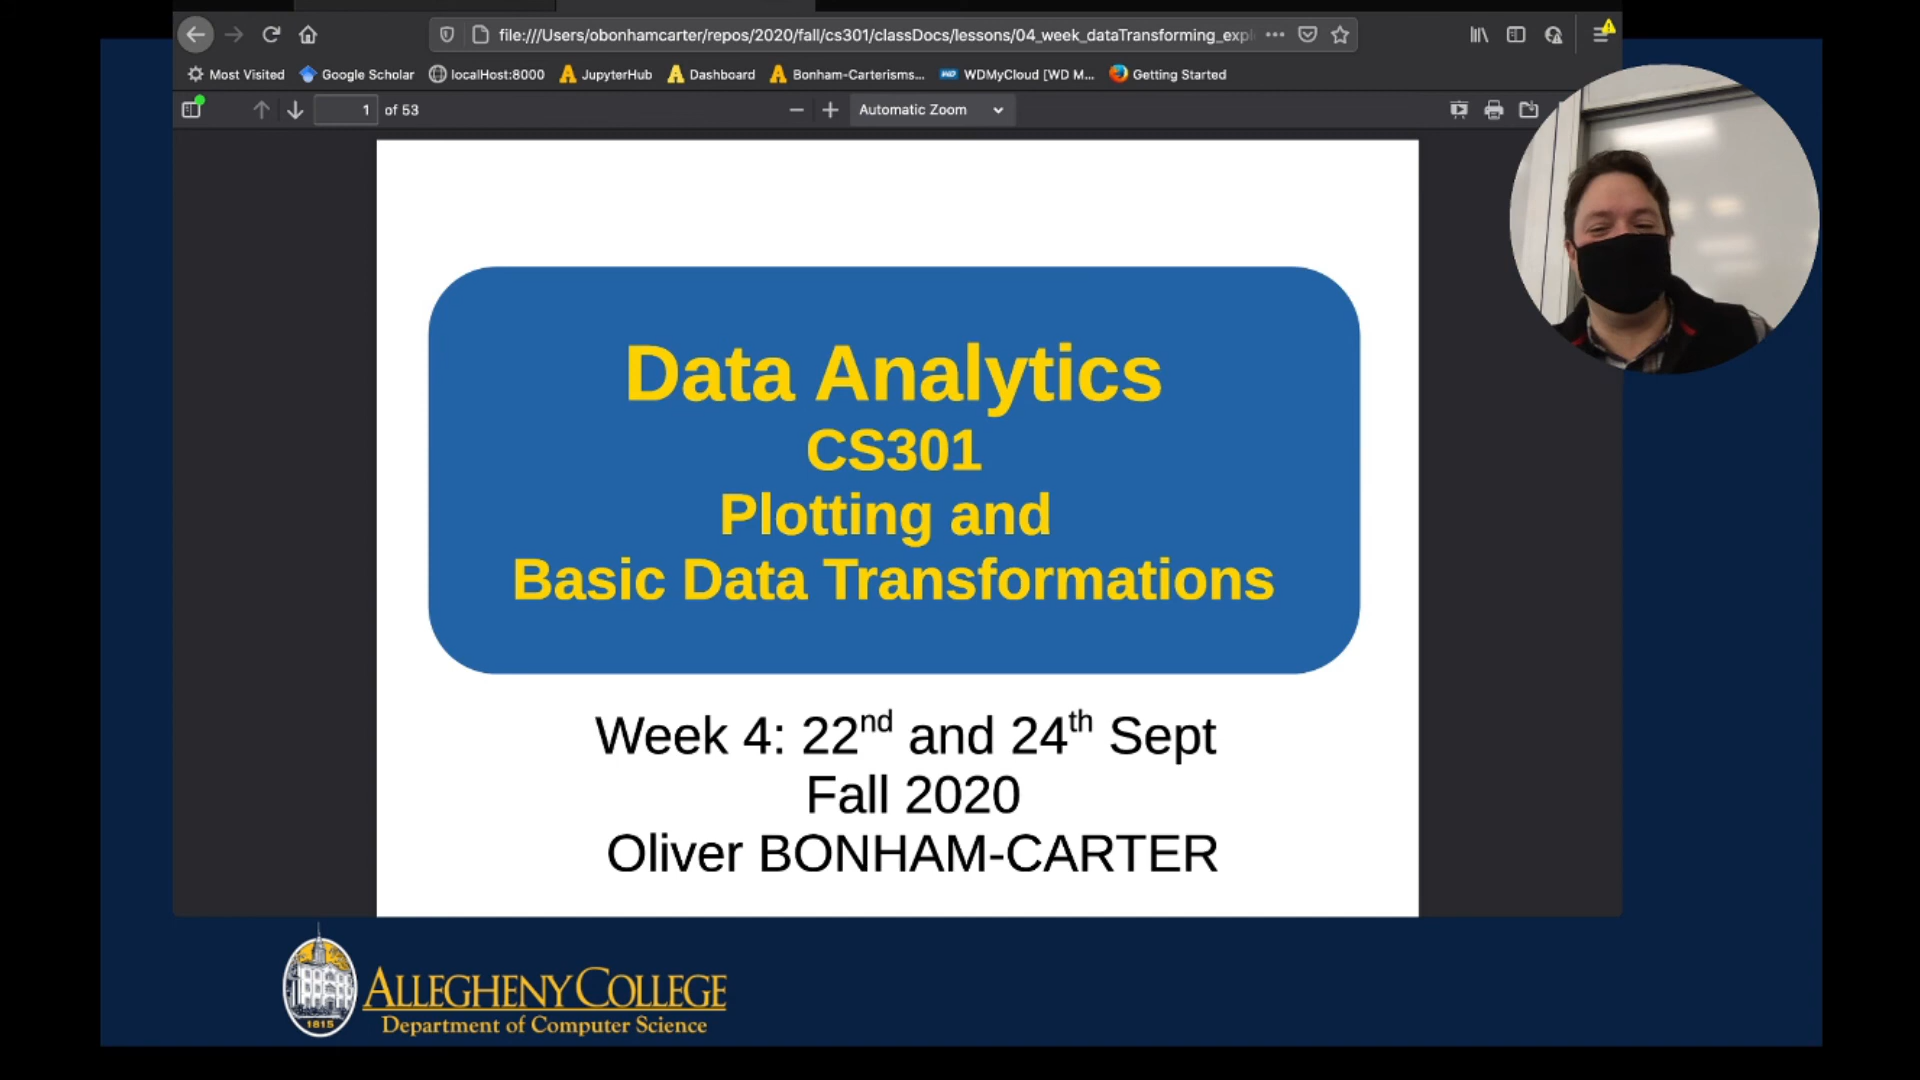 file:///Users/obonhamcarter/repos/2020/fall/cs301/classDocs/lessons/04_week_dataTransforming_expl
Most Visited Google Scholar localHost:8000 JupyterHub Dashboard Bonham-Carterisms... WDMyCloud [WD M... Getting Started
1 of 53 Automatic Zoom
Data Analytics
CS301
Plotting and
Basic Data Transformations
Week 4: 22nd and 24th Sept
Fall 2020
Oliver BONHAM-CARTER
1815
ALLEGHENY COLLEGE
Department of Computer Science